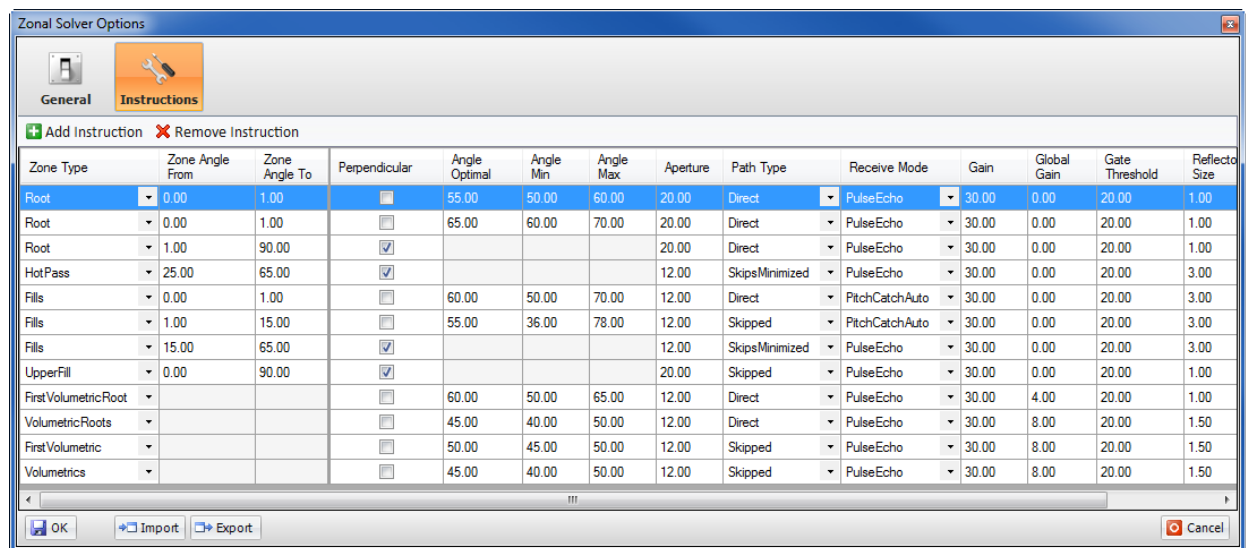 Zonal Solver Options
General Instructions
Add Instruction Remove Instruction
Zone Type Zone Angle From Zone Angle To Perpendicular Angle Optimal Angle Min Angle Max Aperture Path Type Receive Mode Gain Global Gain Gate Threshold Reflecto Size
Root 0.00 1.00 55.00 50.00 60.00 20.00 Direct PulseEcho 30.00 0.00 20.00 1.00
Root 0.00 1.00 65.00 60.00 70.00 20.00 Direct PulseEcho 30.00 0.00 20.00 1.00
Root 1.00 90.00 20.00 Direct PulseEcho 30.00 0.00 20.00 1.00
HotPass 25.00 65.00 12.00 SkipsMinimized PulseEcho 30.00 0.00 20.00 3.00
Fills 0.00 1.00 60.00 50.00 70.00 12.00 Direct PitchCatchAuto 30.00 0.00 20.00 3.00
Fills 1.00 15.00 55.00 36.00 78.00 12.00 Skipped PitchCatchAuto 30.00 0.00 20.00 3.00
Fills 15.00 65.00 12.00 SkipsMinimized PulseEcho 30.00 0.00 20.00 3.00
UpperFill 0.00 90.00 20.00 Skipped PulseEcho 30.00 0.00 20.00 1.00
FirstVolumetricRoot 60.00 50.00 65.00 12.00 Direct PulseEcho 30.00 4.00 20.00 1.00
VolumetricRoots 45.00 40.00 50.00 12.00 Direct PulseEcho 30.00 8.00 20.00 1.50
FirstVolumetric 50.00 45.00 50.00 12.00 Skipped PulseEcho 30.00 8.00 20.00 1.50
Volumetrics 45.00 40.00 50.00 12.00 Skipped PulseEcho 30.00 8.00 20.00 1.50
OK Import Export Cancel